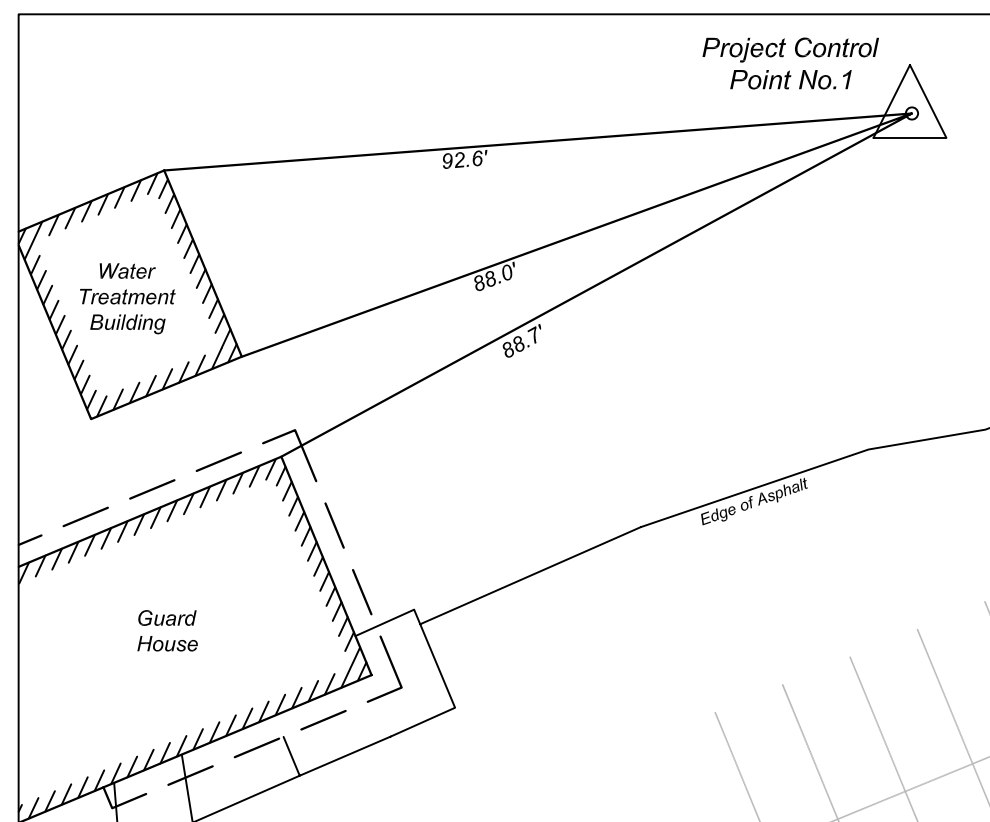 Project Control
Point No.1
92.6'
88.0'
88.7'
Water
Treatment
Building
Edge of Asphalt
Guard
House